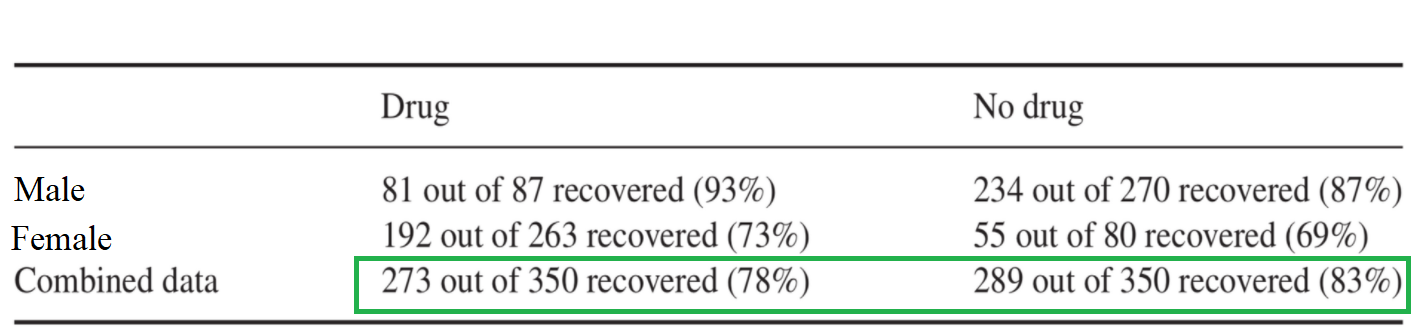 Drug No drug
Male 81 out of 87 recovered (93%) 234 out of 270 recovered (87%)
Female 192 out of 263 recovered (73%) 55 out of 80 recovered (69%)
Combined data 273 out of 350 recovered (78%) 289 out of 350 recovered (83%)